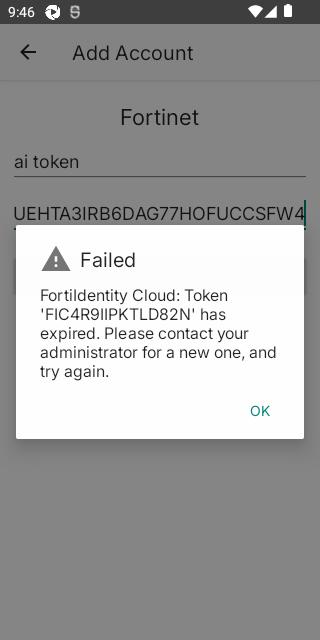 9:46
Add Account
Fortinet
ai token
UEHTA3IRB6DAG77HOFUCCSFW4
Failed
FortiIdentity Cloud: Token
'FIC4R9IIPKTLD82N' has
expired. Please contact your
administrator for a new one, and
try again.
OK